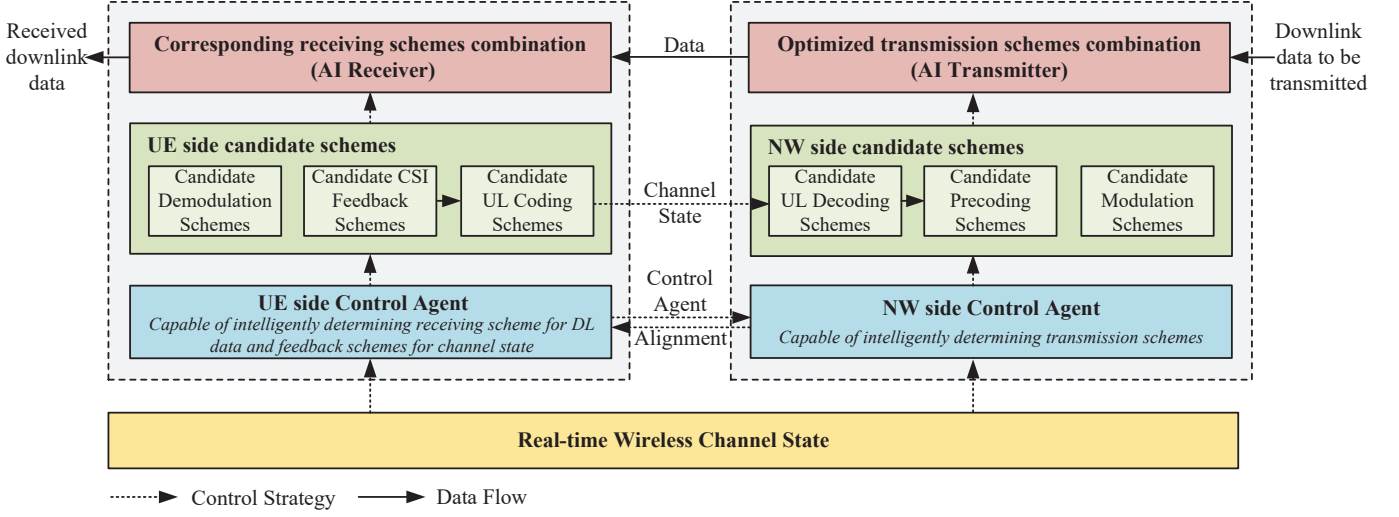 Received
downlink
data
Corresponding receiving schemes combination
(AI Receiver)
Data
Optimized transmission schemes combination
(AI Transmitter)
Downlink
data to be
transmitted
UE side candidate schemes
Candidate
Demodulation
Schemes
Candidate CSI
Feedback
Schemes
Candidate
UL Coding
Schemes
Channel
State
NW side candidate schemes
Candidate
UL Decoding
Schemes
Candidate
Precoding
Schemes
Candidate
Modulation
Schemes
UE side Control Agent
Capable of intelligently determining receiving scheme for DL
data and feedback schemes for channel state
Control
Agent
Alignment
NW side Control Agent
Capable of intelligently determining transmission schemes
Real-time Wireless Channel State
Control Strategy
Data Flow